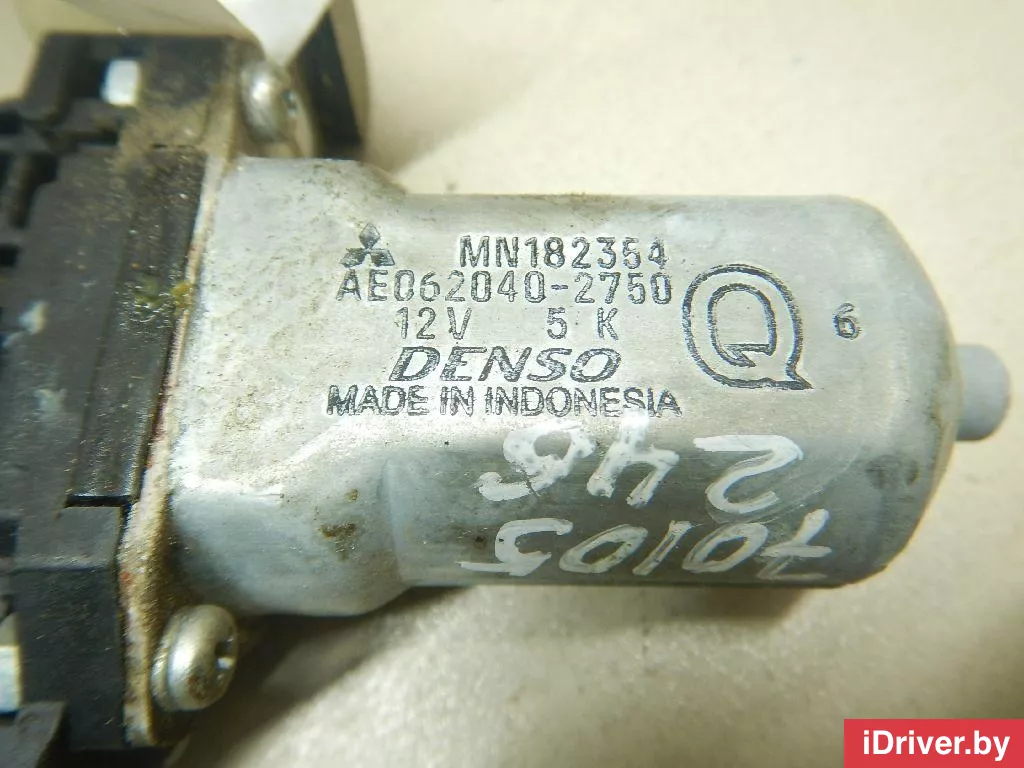 MN182354
AE062040-2750
12V 5 K
DENSO
MADE IN INDONESIA
Q
6
70105
246
iDriver.by